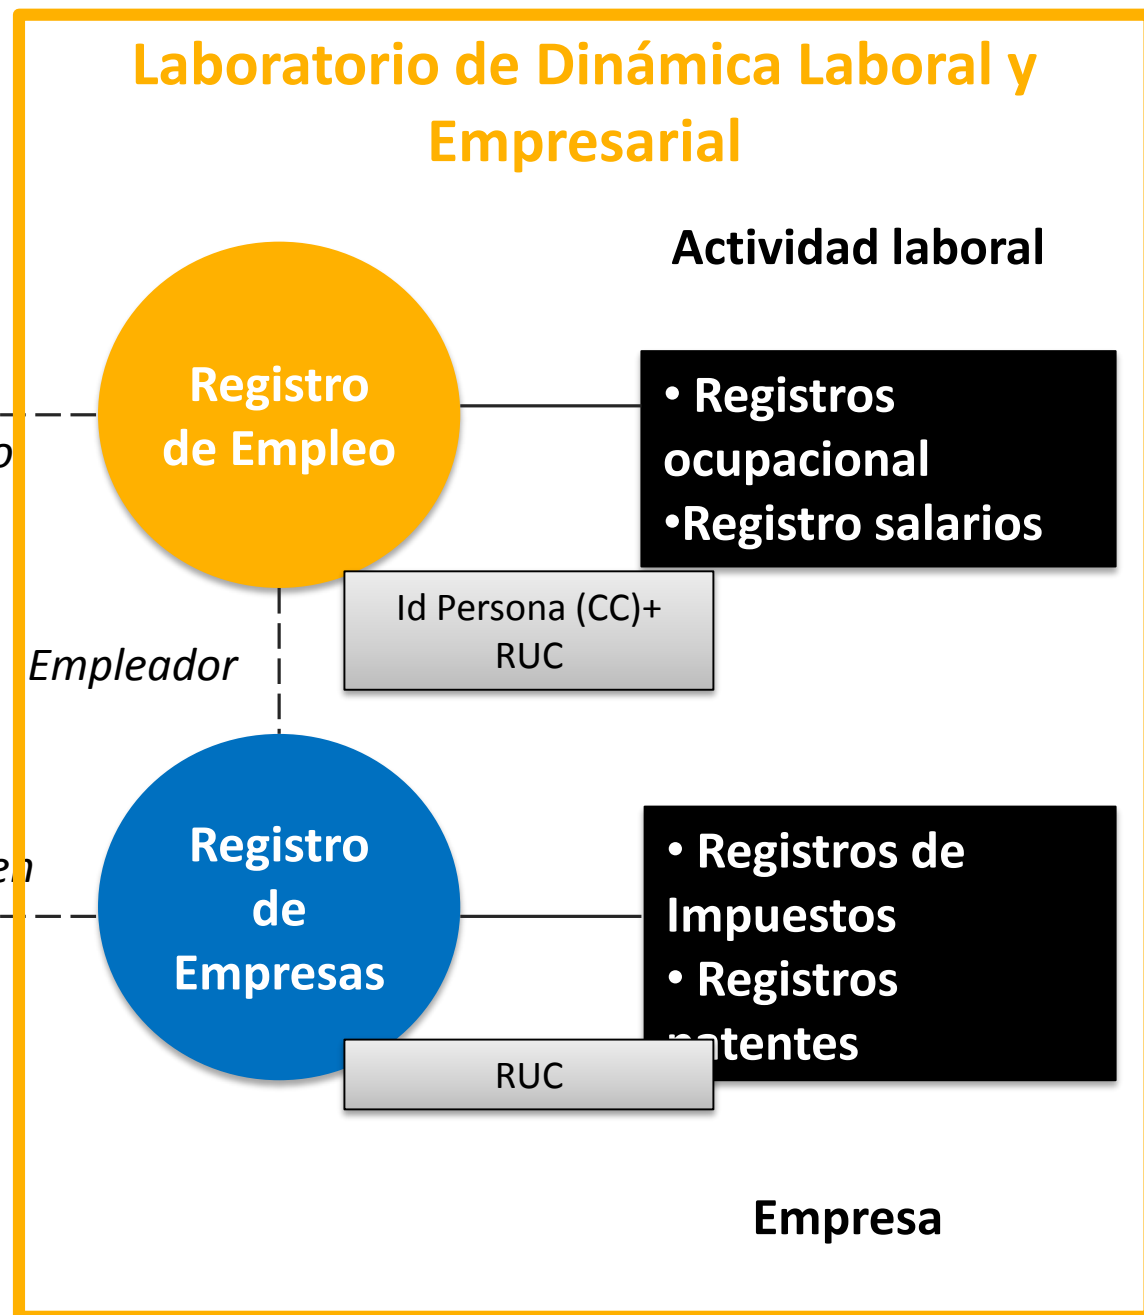 Laboratorio de Dinámica Laboral y
Empresarial
Actividad laboral
Registro
de Empleo
• Registros
ocupacional
•Registro salarios
Id Persona (CC)+
RUC
Empleador
Registro
de
Empresas
• Registros de
Impuestos
• Registros
patentes
RUC
Empresa